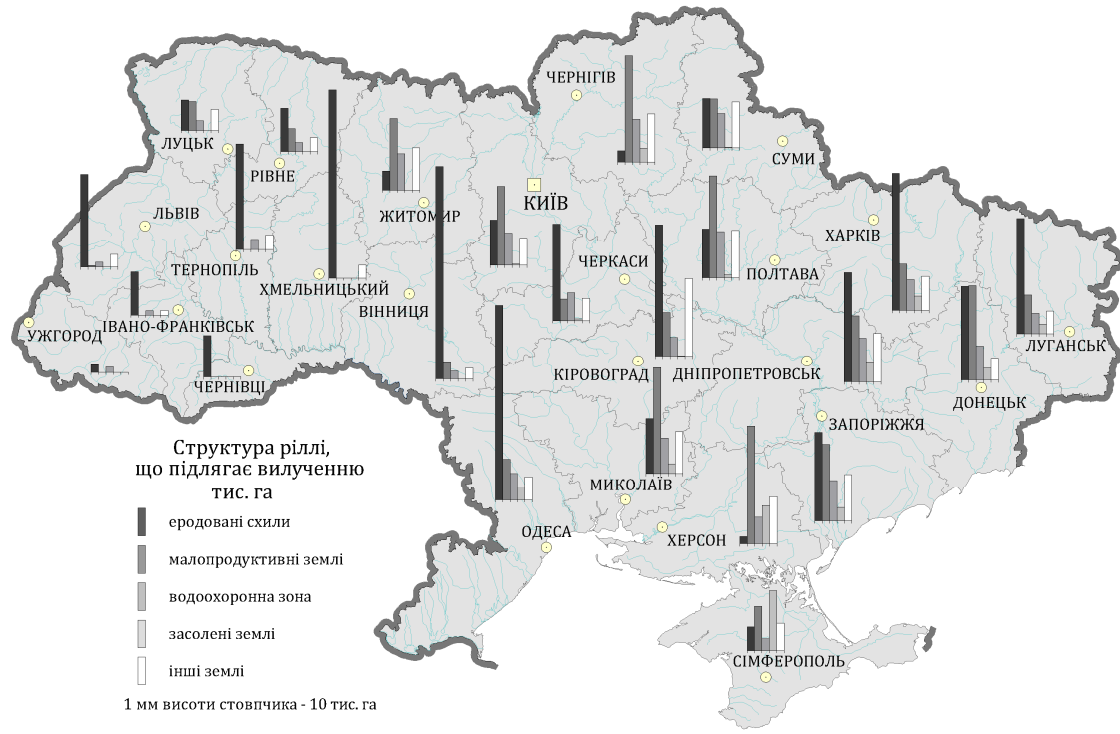 ЧЕРНІГІВ
ЛУЦЬК
РІВНЕ
СУМИ
ЖИТОМИР
КИЇВ
ЛЬВІВ
ХАРКІВ
ТЕРНОПІЛЬ
ЧЕРКАСИ
ПОЛТАВА
ХМЕЛЬНИЦЬКИЙ
ВІННИЦЯ
ІВАНО-ФРАНКІВСЬК
УЖГОРОД
ЛУГАНСЬК
ЧЕРНІВЦІ
КІРОВОГРАД
ДНІПРОПЕТРОВСЬК
ДОНЕЦЬК
ЗАПОРІЖЖЯ
МИКОЛАЇВ
ОДЕСА
ХЕРСОН
СІМФЕРОПОЛЬ
Структура ріллі,
що підлягає вилученню
тис. га
еродовані схили
малопродуктивні землі
водоохоронна зона
засолені землі
інші землі
1 мм висоти стовпчика - 10 тис. га